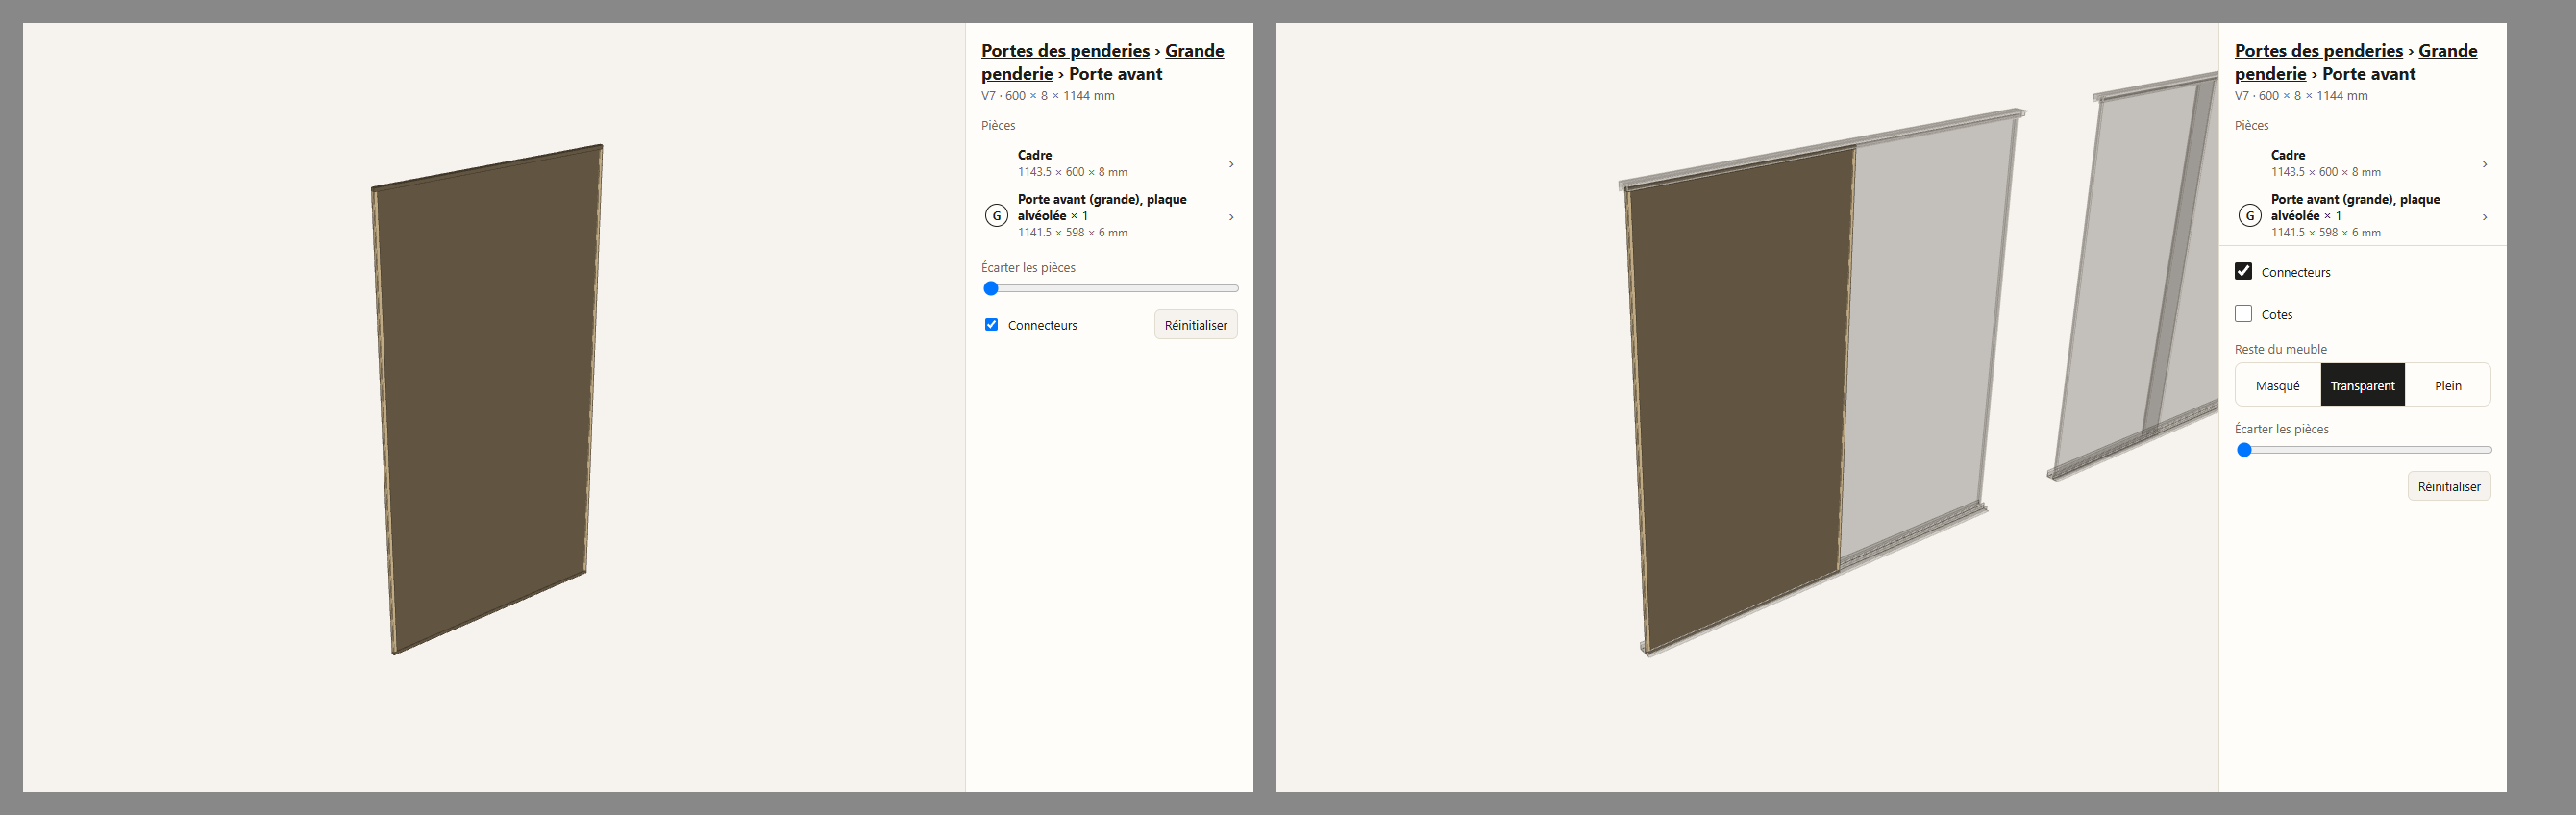 Portes des penderies › Grande
penderie › Porte avant
V7 · 600 × 8 × 1144 mm
Pièces
Cadre
1143.5 × 600 × 8 mm
›
G
Porte avant (grande), plaque
alvéolée × 1
1141.5 × 598 × 6 mm
›
Écarter les pièces
Connecteurs
Réinitialiser
Portes des penderies › Grande
penderie › Porte avant
V7 · 600 × 8 × 1144 mm
Pièces
Cadre
1143.5 × 600 × 8 mm
›
G
Porte avant (grande), plaque
alvéolée × 1
1141.5 × 598 × 6 mm
›
Connecteurs
Cotes
Reste du meuble
Masqué Transparent Plein
Écarter les pièces
Réinitialiser